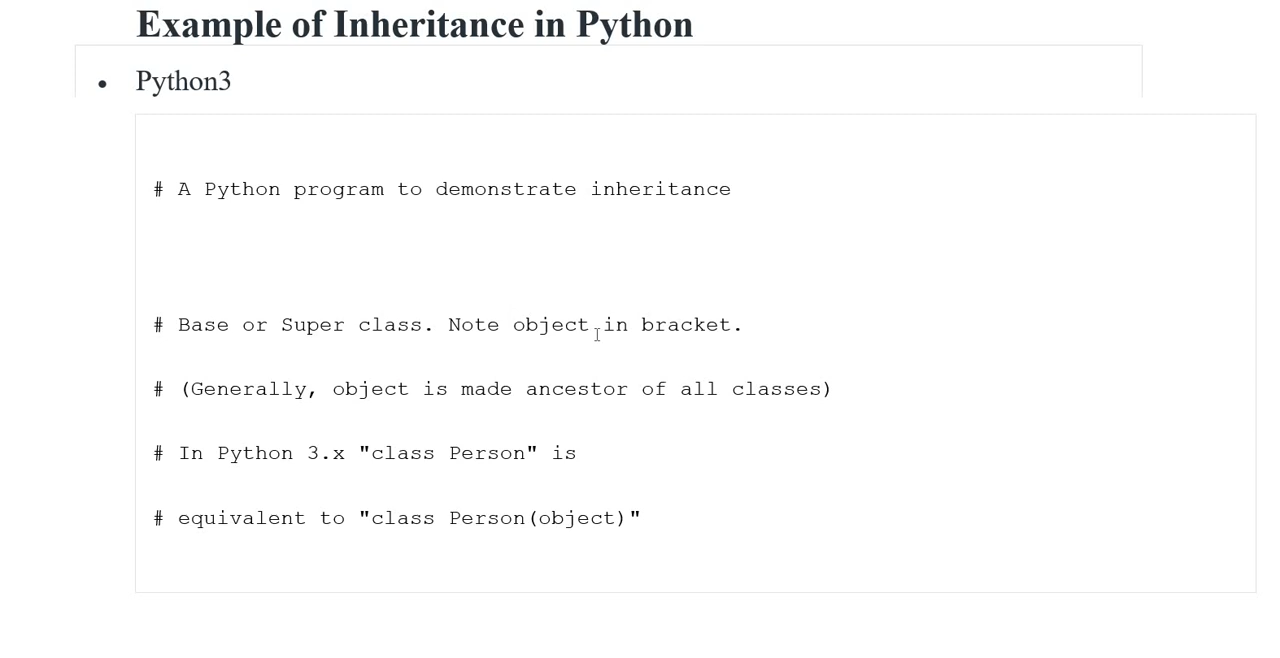 Example of Inheritance in Python
• Python3
# A Python program to demonstrate inheritance
# Base or Super class. Note object in bracket.
# (Generally, object is made ancestor of all classes)
# In Python 3.x "class Person" is
# equivalent to "class Person(object)"